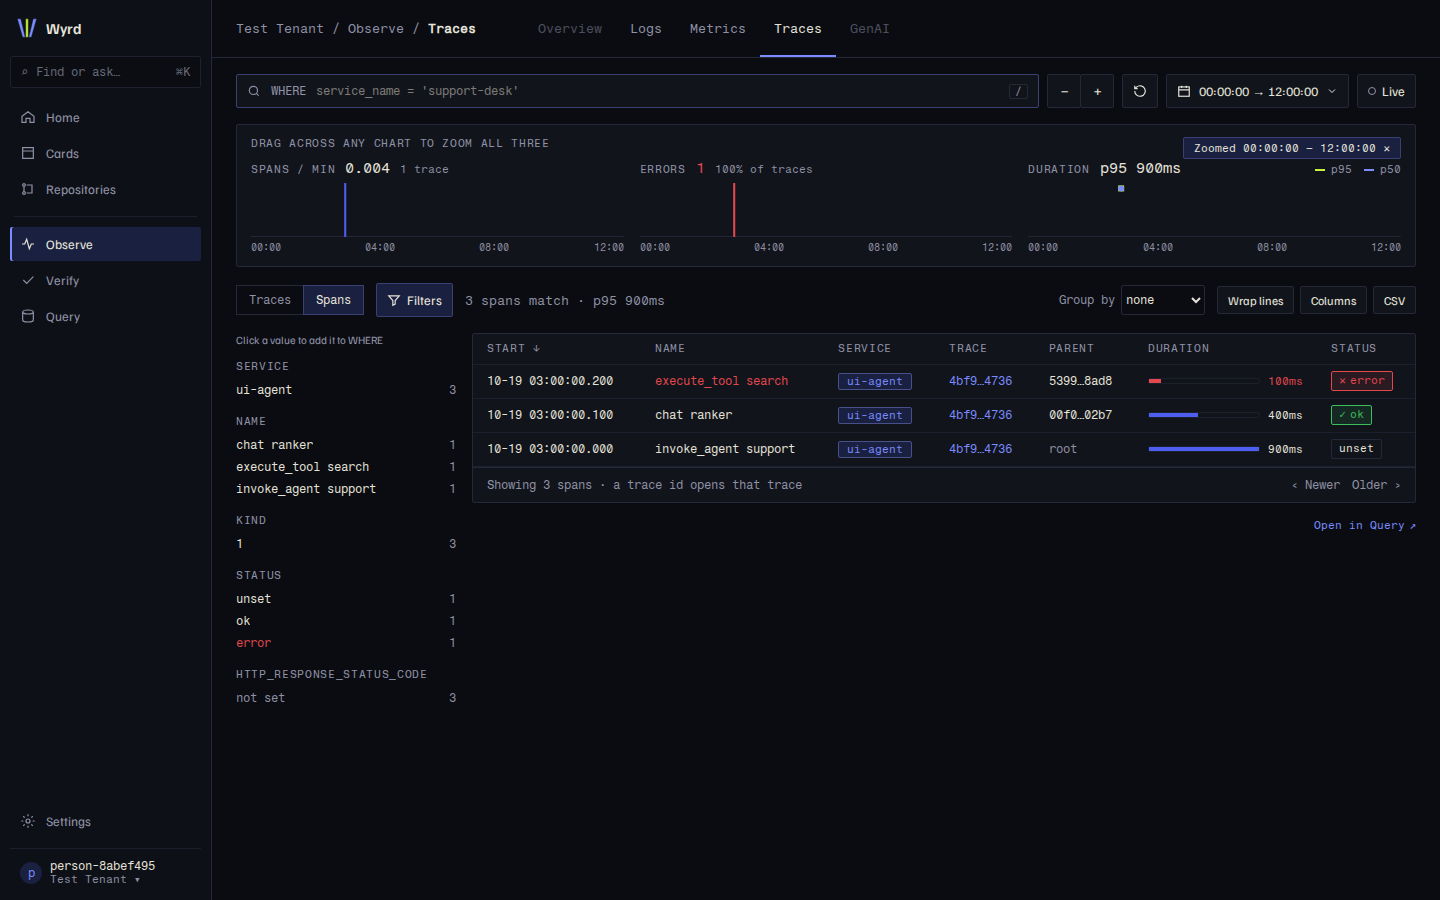 Wyrd
Find or ask… ⌘K
Home
Cards
Repositories
Observe
Verify
Query
Settings
p person-8abef495
Test Tenant ▾
Test Tenant / Observe / Traces
Overview Logs Metrics Traces GenAI
WHERE service_name = 'support-desk' /
− + 00:00:00 → 12:00:00 Live
DRAG ACROSS ANY CHART TO ZOOM ALL THREE
Zoomed 00:00:00 – 12:00:00 ×
SPANS / MIN 0.004 1 trace
00:00 04:00 08:00 12:00
ERRORS 1 100% of traces
00:00 04:00 08:00 12:00
DURATION p95 900ms p95 p50
00:00 04:00 08:00 12:00
Traces Spans Filters 3 spans match · p95 900ms
Group by none Wrap lines Columns CSV
Click a value to add it to WHERE
SERVICE
ui-agent 3
NAME
chat ranker 1
execute_tool search 1
invoke_agent support 1
KIND
1 3
STATUS
unset 1
ok 1
error 1
HTTP_RESPONSE_STATUS_CODE
not set 3
START ↓ NAME SERVICE TRACE PARENT DURATION STATUS
10-19 03:00:00.200 execute_tool search ui-agent 4bf9…4736 5399…8ad8 100ms × error
10-19 03:00:00.100 chat ranker ui-agent 4bf9…4736 00f0…02b7 400ms ✓ ok
10-19 03:00:00.000 invoke_agent support ui-agent 4bf9…4736 root 900ms unset
Showing 3 spans · a trace id opens that trace ‹ Newer Older ›
Open in Query ↗